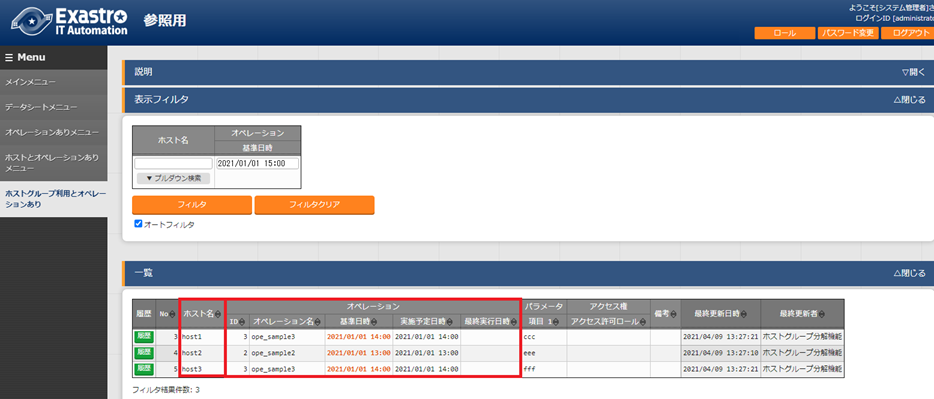 Exastro
IT Automation
参照用
ようこそ[システム管理者]さ
ログインID [administrato
ロール
パスワード変更
ログアウト
Menu
メインメニュー
データシートメニュー
オペレーションありメニュー
ホストとオペレーションあり
メニュー
ホストグループ利用とオペレー
ションあり
説明
▽開く
表示フィルタ
△閉じる
ホスト名
オペレーション
基準日時
2021/01/01 15:00
▼ プルダウン検索
フィルタ
フィルタクリア
オートフィルタ
一覧
△閉じる
履歴 No ホスト名 オペレーション パラメータ アクセス権 備考 最終更新日時 最終更新者
ID オペレーション名 基準日時 実施予定日時 最終実行日時 項目 1 アクセス許可ロール
履歴 3 host1 3 ope_sample3 2021/01/01 14:00 2021/01/01 14:00 ccc 2021/04/09 13:27:21 ホストグループ分解機能
履歴 4 host2 2 ope_sample2 2021/01/01 13:00 2021/01/01 13:00 eee 2021/04/09 13:27:18 ホストグループ分解機能
履歴 5 host3 3 ope_sample3 2021/01/01 14:00 2021/01/01 14:00 fff 2021/04/09 13:27:21 ホストグループ分解機能
フィルタ結果件数: 3